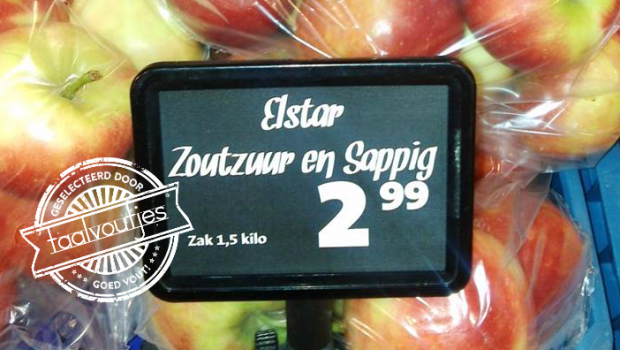 Elstar
Zoutzuur en Sappig
2 99
Zak 1,5 kilo
GESELECTEERD DOOR
taalvoutjes
GOED VOUT!